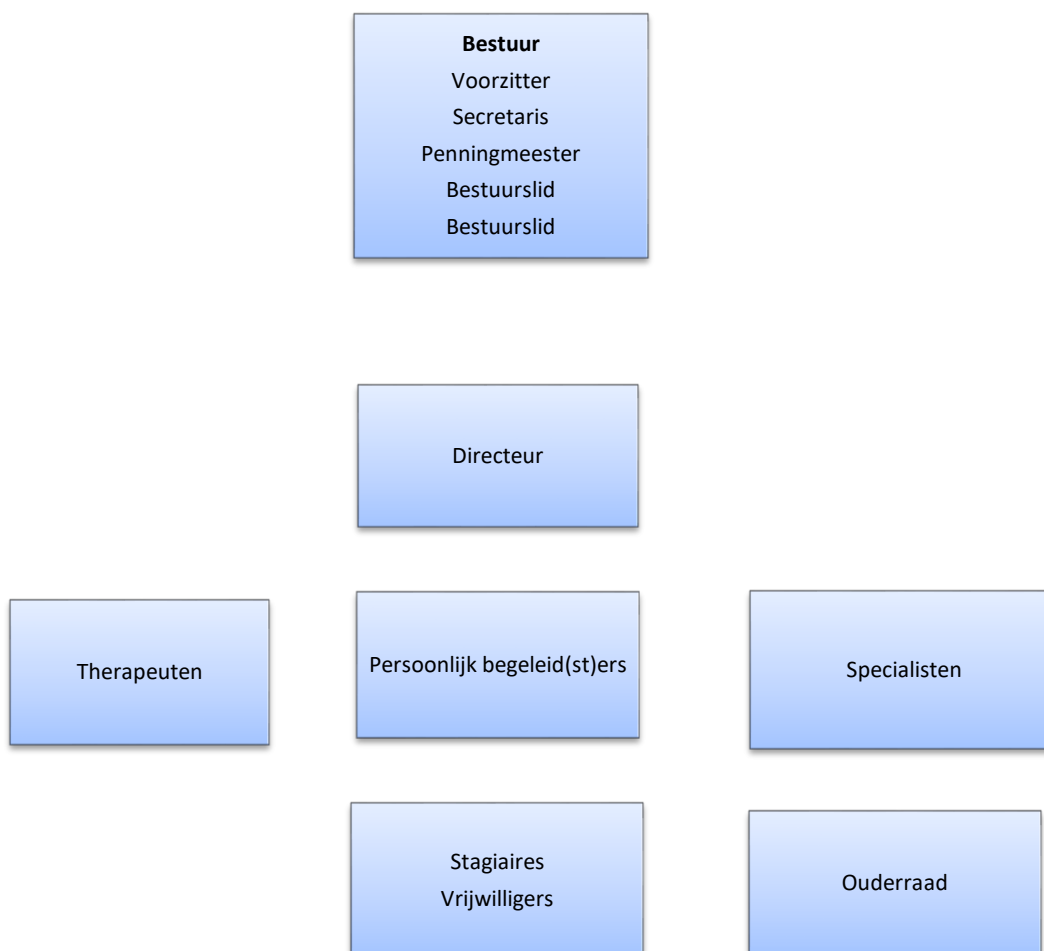 Bestuur
Voorzitter
Secretaris
Penningmeester
Bestuurslid
Bestuurslid
Directeur
Therapeuten
Persoonlijk begeleid(st)ers
Specialisten
Stagiaires
Vrijwilligers
Ouderraad